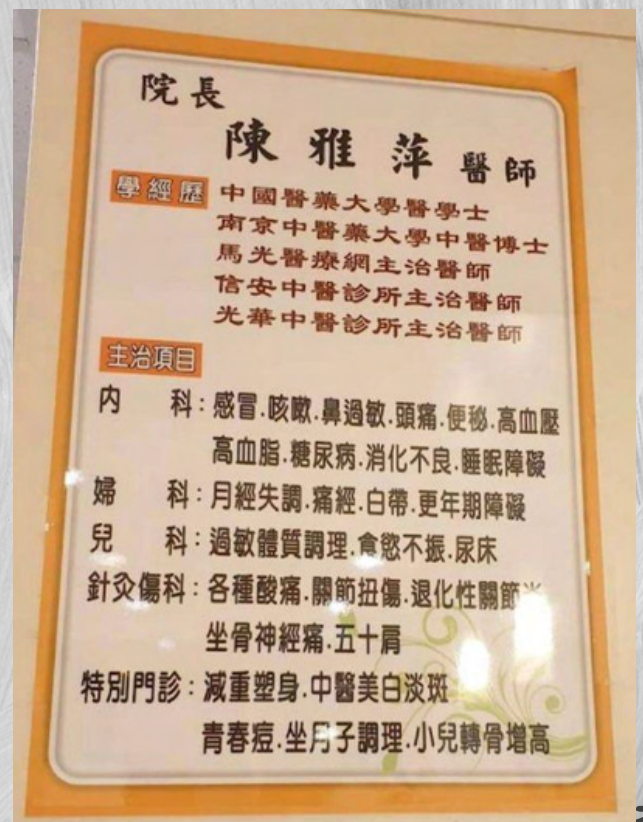 院長
陳雅萍 醫師
學經歷 中國醫藥大學醫學士
南京中醫藥大學中醫博士
馬光醫療網主治醫師
信安中醫診所主治醫師
光華中醫診所主治醫師
主治項目
內 科:感冒.咳嗽.鼻過敏.頭痛.便秘.高血壓
高血脂.糖尿病.消化不良.睡眠障礙
婦 科:月經失調.痛經.白帶.更年期障礙
兒 科:過敏體質調理.食慾不振.尿床
針灸傷科:各種酸痛.關節扭傷.退化性關節炎
坐骨神經痛.五十肩
特別門診:減重塑身.中醫美白淡斑
青春痘.坐月子調理.小兒轉骨增高